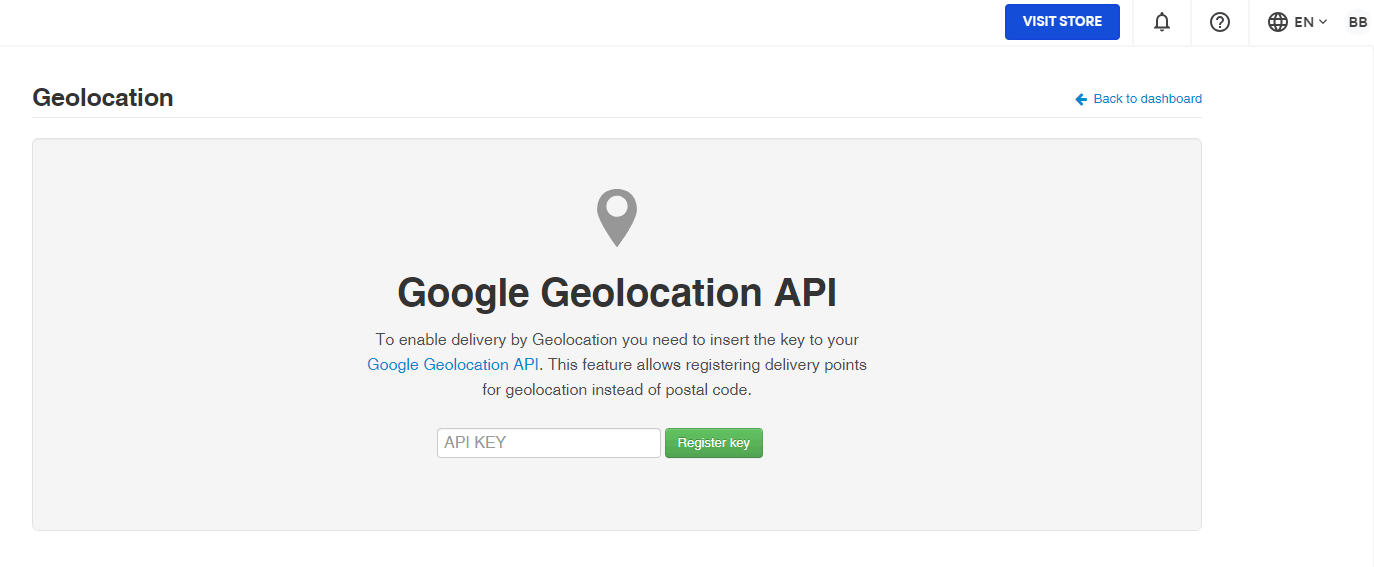 VISIT STORE
EN
BB
Geolocation
Back to dashboard
Google Geolocation API
To enable delivery by Geolocation you need to insert the key to your
Google Geolocation API. This feature allows registering delivery points
for geolocation instead of postal code.
API KEY
Register key